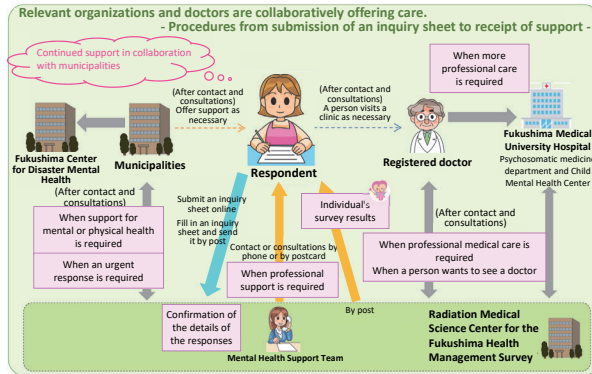 Relevant organizations and doctors are collaboratively offering care.
- Procedures from submission of an inquiry sheet to receipt of support -
Continued support in collaboration
with municipalities
When more
professional care
is required
(After contact and
consultations)
Offer support as
necessary
(After contact and
consultations)
A person visits a
clinic as necessary
Fukushima Center
for Disaster Mental
Health
Municipalities
Respondent
Registered doctor
Fukushima Medical
University Hospital
Psychosomatic medicine
department and Child
Mental Health Center
(After contact and
consultations)
When support for
mental or physical health
is required
When an urgent
response is required
Submit an inquiry
sheet online
Fill in an inquiry
sheet and send
it by post
Individual's
survey results
Contact or consultations by
phone or by postcard
When professional
support is required
(After contact and
consultations)
When professional medical care is
required
When a person wants to see a doctor
Confirmation of
the details of
the responses
Mental Health Support Team
By post
Radiation Medical
Science Center for the
Fukushima Health
Management Survey